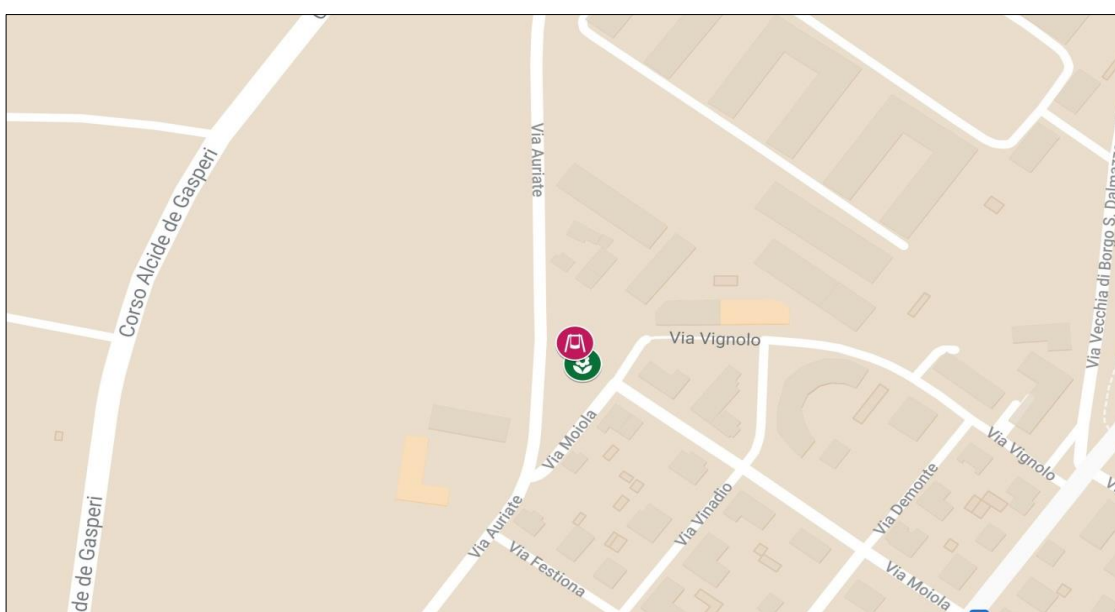 Via Auriate
Corso Alcide de Gasperi
Via Vecchia di Borgo S. Dalmazzo
Via Vignolo
Via Moiola
Via Vignolo
Via Demonte
Via Vinadio
Via Auriate
Via Festiona
Via Moiola
de de Gasperi